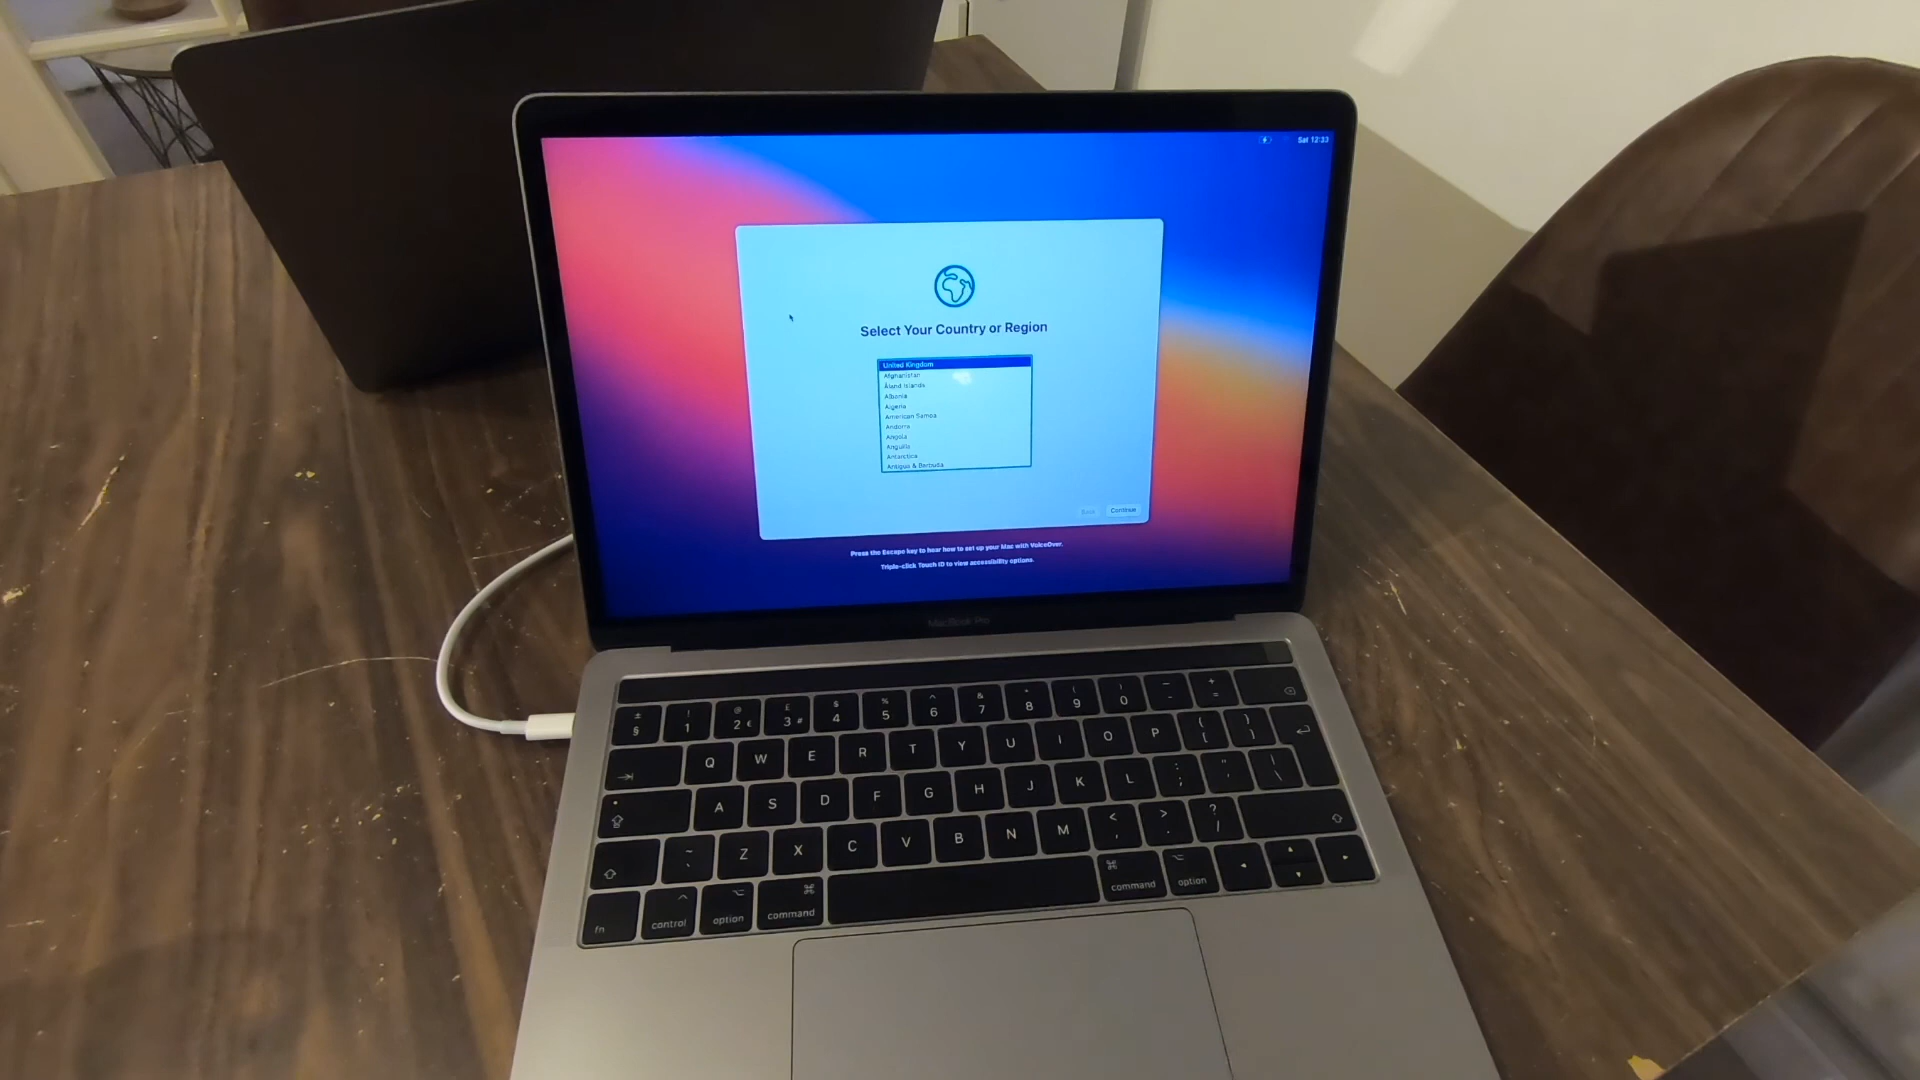 Sat 12:33
Select Your Country or Region
United Kingdom
Afghanistan
Åland Islands
Albania
Algeria
American Samoa
Andorra
Angola
Anguilla
Antarctica
Antigua & Barbuda
Back Continue
Press the Escape key to hear how to set up your Mac with VoiceOver.
Triple-click Touch ID to view accessibility options.
MacBook Pro
± ! @ £ $ % ^ & * ( ) _ +
§ 1 2 € 3 # 4 5 6 7 8 9 0 - =
Q W E R T Y U I O P { }
[ ]
A S D F G H J K L : " |
; ' \
~ Z X C V B N M < > ?
` , . /
fn control option command command option